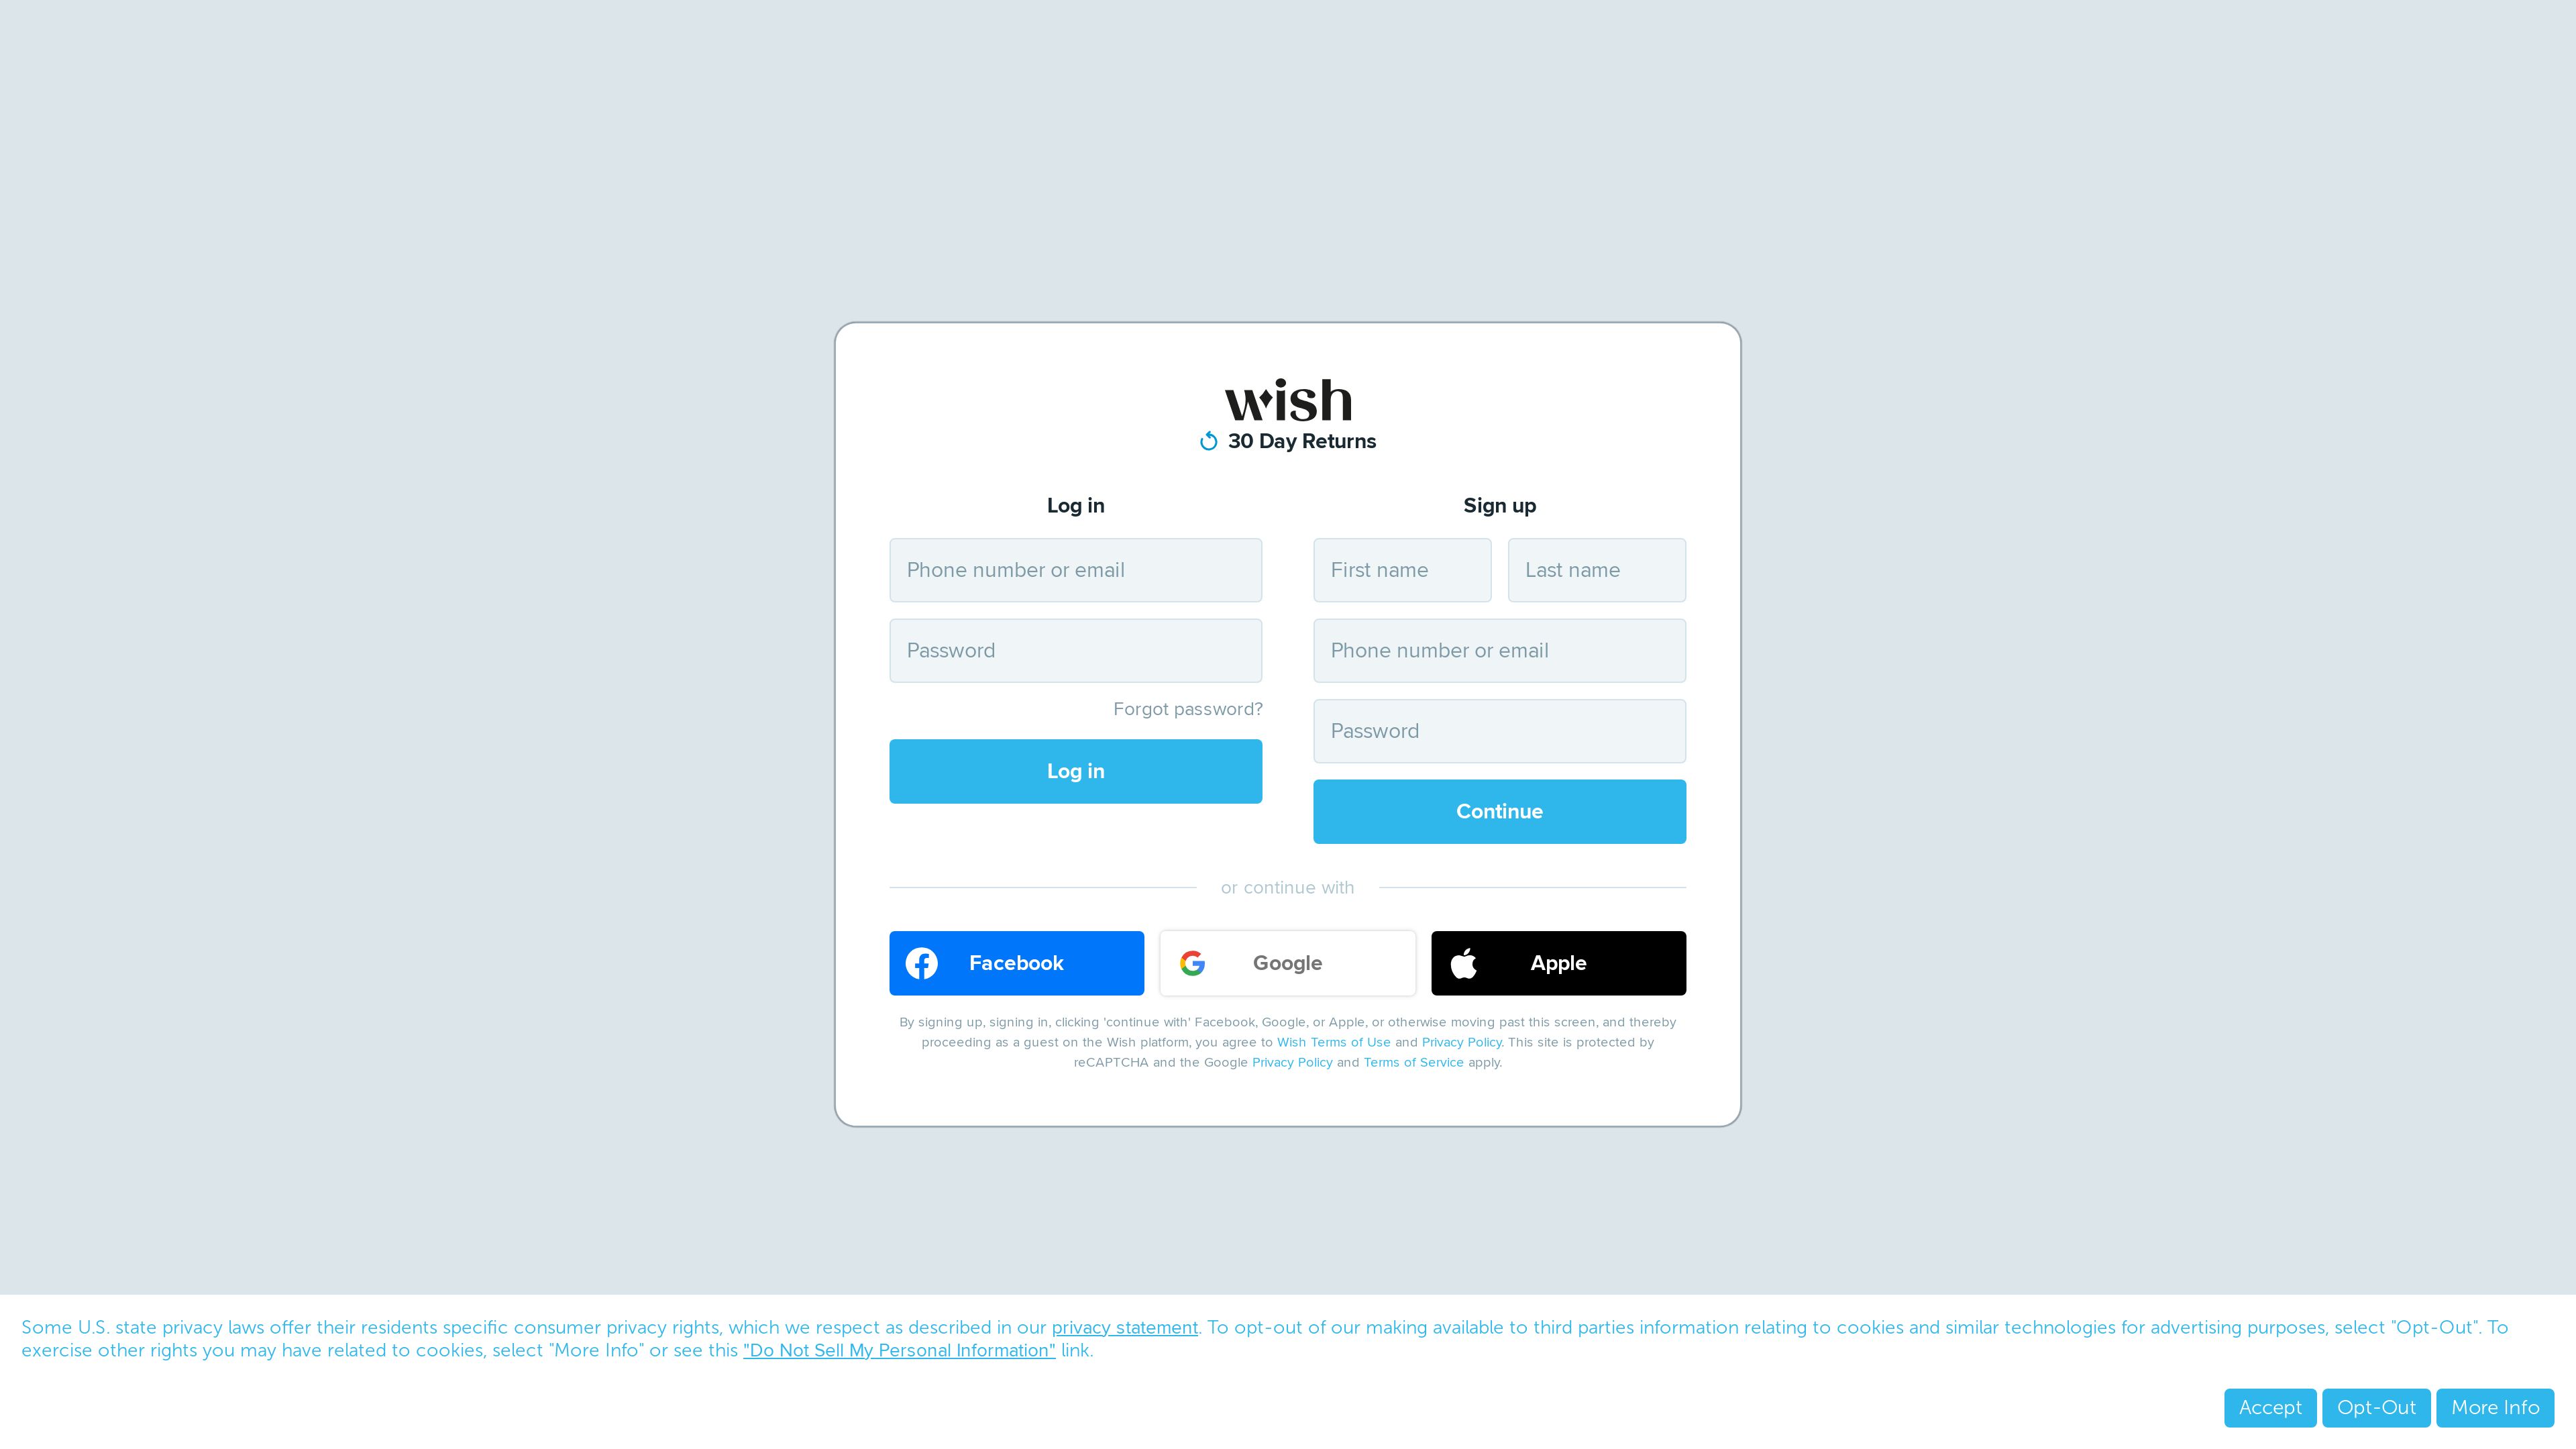 wish
30 Day Returns
Log in
Phone number or email
Password
Forgot password?
Log in
Sign up
First name
Last name
Phone number or email
Password
Continue
or continue with
Facebook
Google
Apple
By signing up, signing in, clicking 'continue with' Facebook, Google, or Apple, or otherwise moving past this screen, and thereby
proceeding as a guest on the Wish platform, you agree to Wish Terms of Use and Privacy Policy. This site is protected by
reCAPTCHA and the Google Privacy Policy and Terms of Service apply.
Some U.S. state privacy laws offer their residents specific consumer privacy rights, which we respect as described in our privacy statement. To opt-out of our making available to third parties information relating to cookies and similar technologies for advertising purposes, select "Opt-Out". To
exercise other rights you may have related to cookies, select "More Info" or see this "Do Not Sell My Personal Information" link.
Accept
Opt-Out
More Info